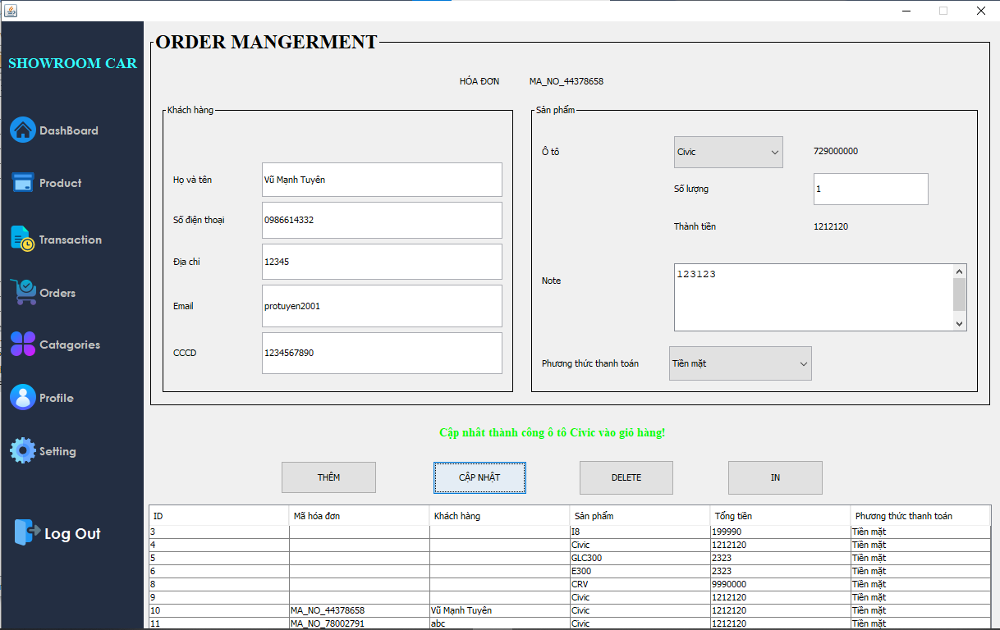 SHOWROOM CAR
DashBoard
Product
Transaction
Orders
Catagories
Profile
Setting
Log Out
ORDER MANGERMENT
HÓA ĐƠN MA_NO_44378658
Khách hàng
Họ và tên Vũ Mạnh Tuyên
Số điện thoại 0986614332
Địa chỉ 12345
Email protuyen2001
CCCD 1234567890
Sản phẩm
Ô tô Civic 729000000
Số lượng 1
Thành tiền 1212120
Note 123123
Phương thức thanh toán Tiền mặt
Cập nhât thành công ô tô Civic vào giỏ hàng!
THÊM CẬP NHẬT DELETE IN
ID Mã hóa đơn Khách hàng Sản phẩm Tổng tiền Phương thức thanh toán
3 I8 199990 Tiền mặt
4 Civic 1212120 Tiền mặt
5 GLC300 2323 Tiền mặt
6 E300 2323 Tiền mặt
8 CRV 9990000 Tiền mặt
9 Civic 1212120 Tiền mặt
10 MA_NO_44378658 Vũ Mạnh Tuyên Civic 1212120 Tiền mặt
11 MA_NO_78002791 abc Civic 1212120 Tiền mặt